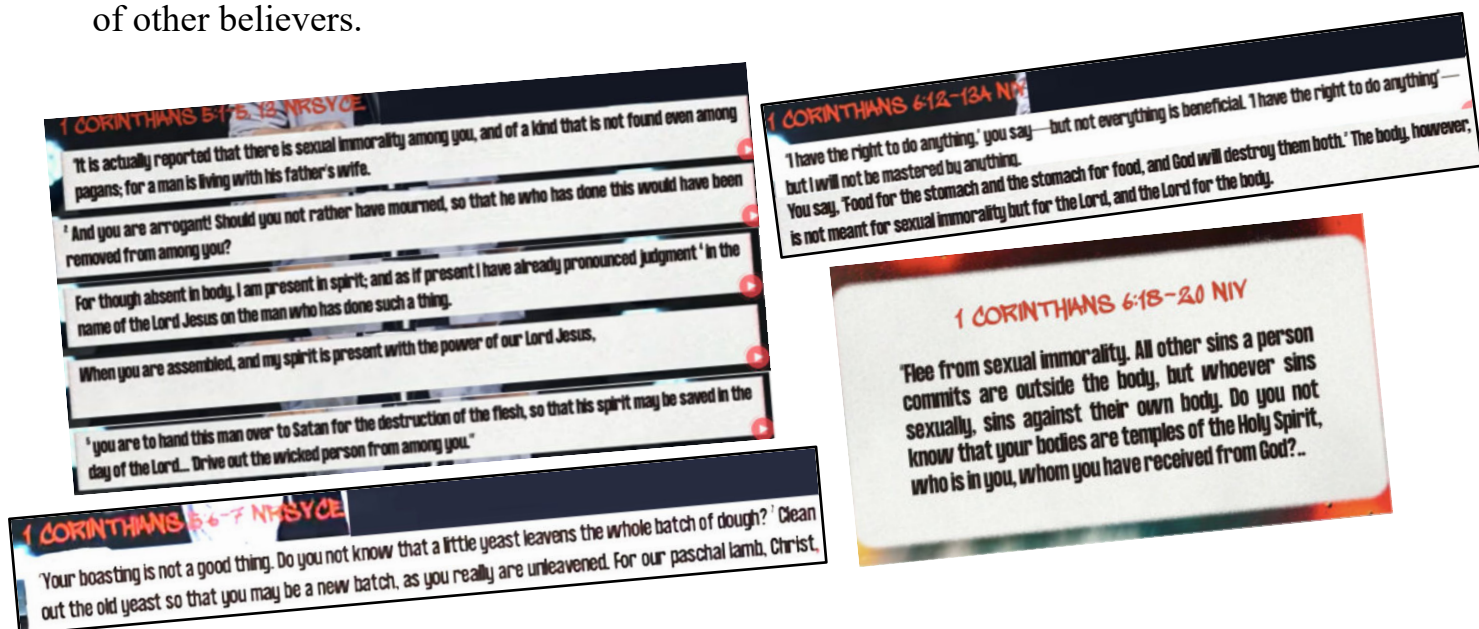 of other believers.
1 CORINTHIANS 5:1-5, 13 NRSVCE
'It is actually reported that there is sexual immorality among you, and of a kind that is not found even among
pagans; for a man is living with his father's wife.
² And you are arrogant! Should you not rather have mourned, so that he who has done this would have been
removed from among you?
For though absent in body, I am present in spirit; and as if present I have already pronounced judgment ⁴ in the
name of the Lord Jesus on the man who has done such a thing.
When you are assembled, and my spirit is present with the power of our Lord Jesus,
⁵ you are to hand this man over to Satan for the destruction of the flesh, so that his spirit may be saved in the
day of the Lord... 'Drive out the wicked person from among you."
1 CORINTHIANS 5:6-7 NRSVCE
'Your boasting is not a good thing. Do you not know that a little yeast leavens the whole batch of dough? ⁷ Clean
out the old yeast so that you may be a new batch, as you really are unleavened. For our paschal lamb, Christ,
1 CORINTHIANS 6:12-13A NIV
'I have the right to do anything,' you say—but not everything is beneficial. 'I have the right to do anything'—
but I will not be mastered by anything.
You say, 'Food for the stomach and the stomach for food, and God will destroy them both.' The body, however,
is not meant for sexual immorality but for the Lord, and the Lord for the body.
1 CORINTHIANS 6:18-20 NIV
"Flee from sexual immorality. All other sins a person
commits are outside the body, but whoever sins
sexually, sins against their own body. Do you not
know that your bodies are temples of the Holy Spirit,
who is in you, whom you have received from God?..